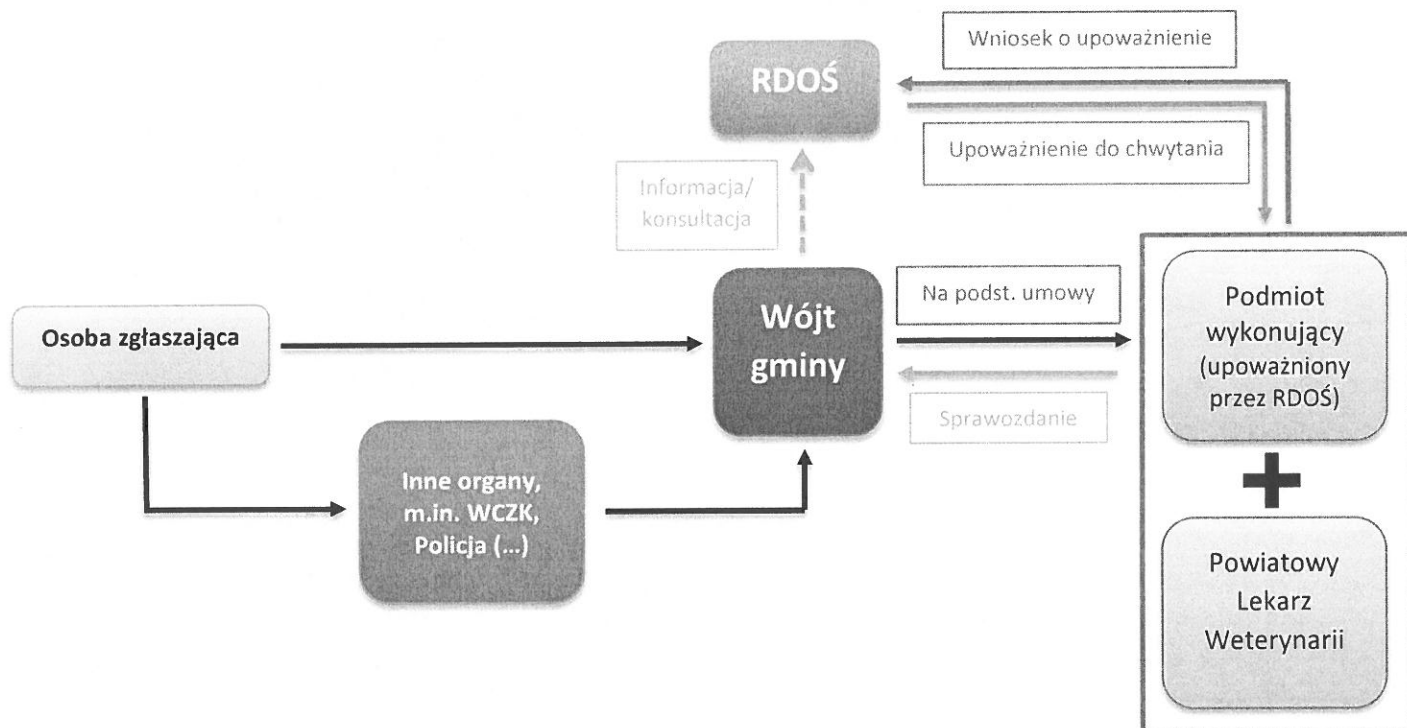 Wniosek o upoważnienie
RDOŚ
Upoważnienie do chwytania
Informacja/
konsultacja
Osoba zgłaszająca
Wójt
gminy
Na podst. umowy
Sprawozdanie
Podmiot
wykonujący
(upoważniony
przez RDOŚ)
Inne organy,
m.in. WCZK,
Policja (...)
Powiatowy
Lekarz
Weterynarii